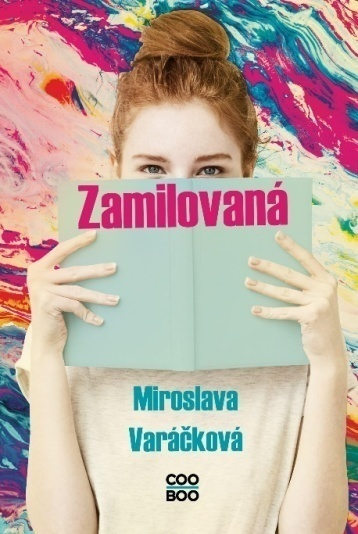 Zamilovaná
Miroslava
Varáčková
COO
BOO